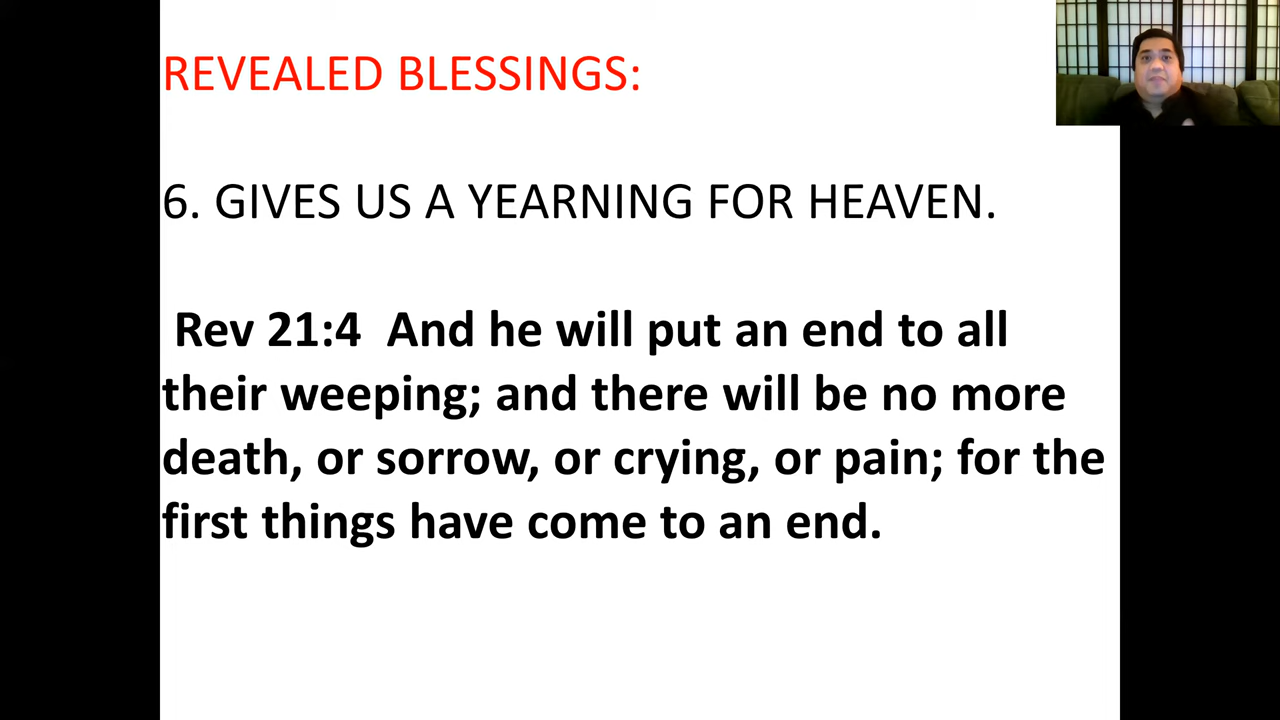 REVEALED BLESSINGS:
6. GIVES US A YEARNING FOR HEAVEN.
Rev 21:4  And he will put an end to all
their weeping; and there will be no more
death, or sorrow, or crying, or pain; for the
first things have come to an end.